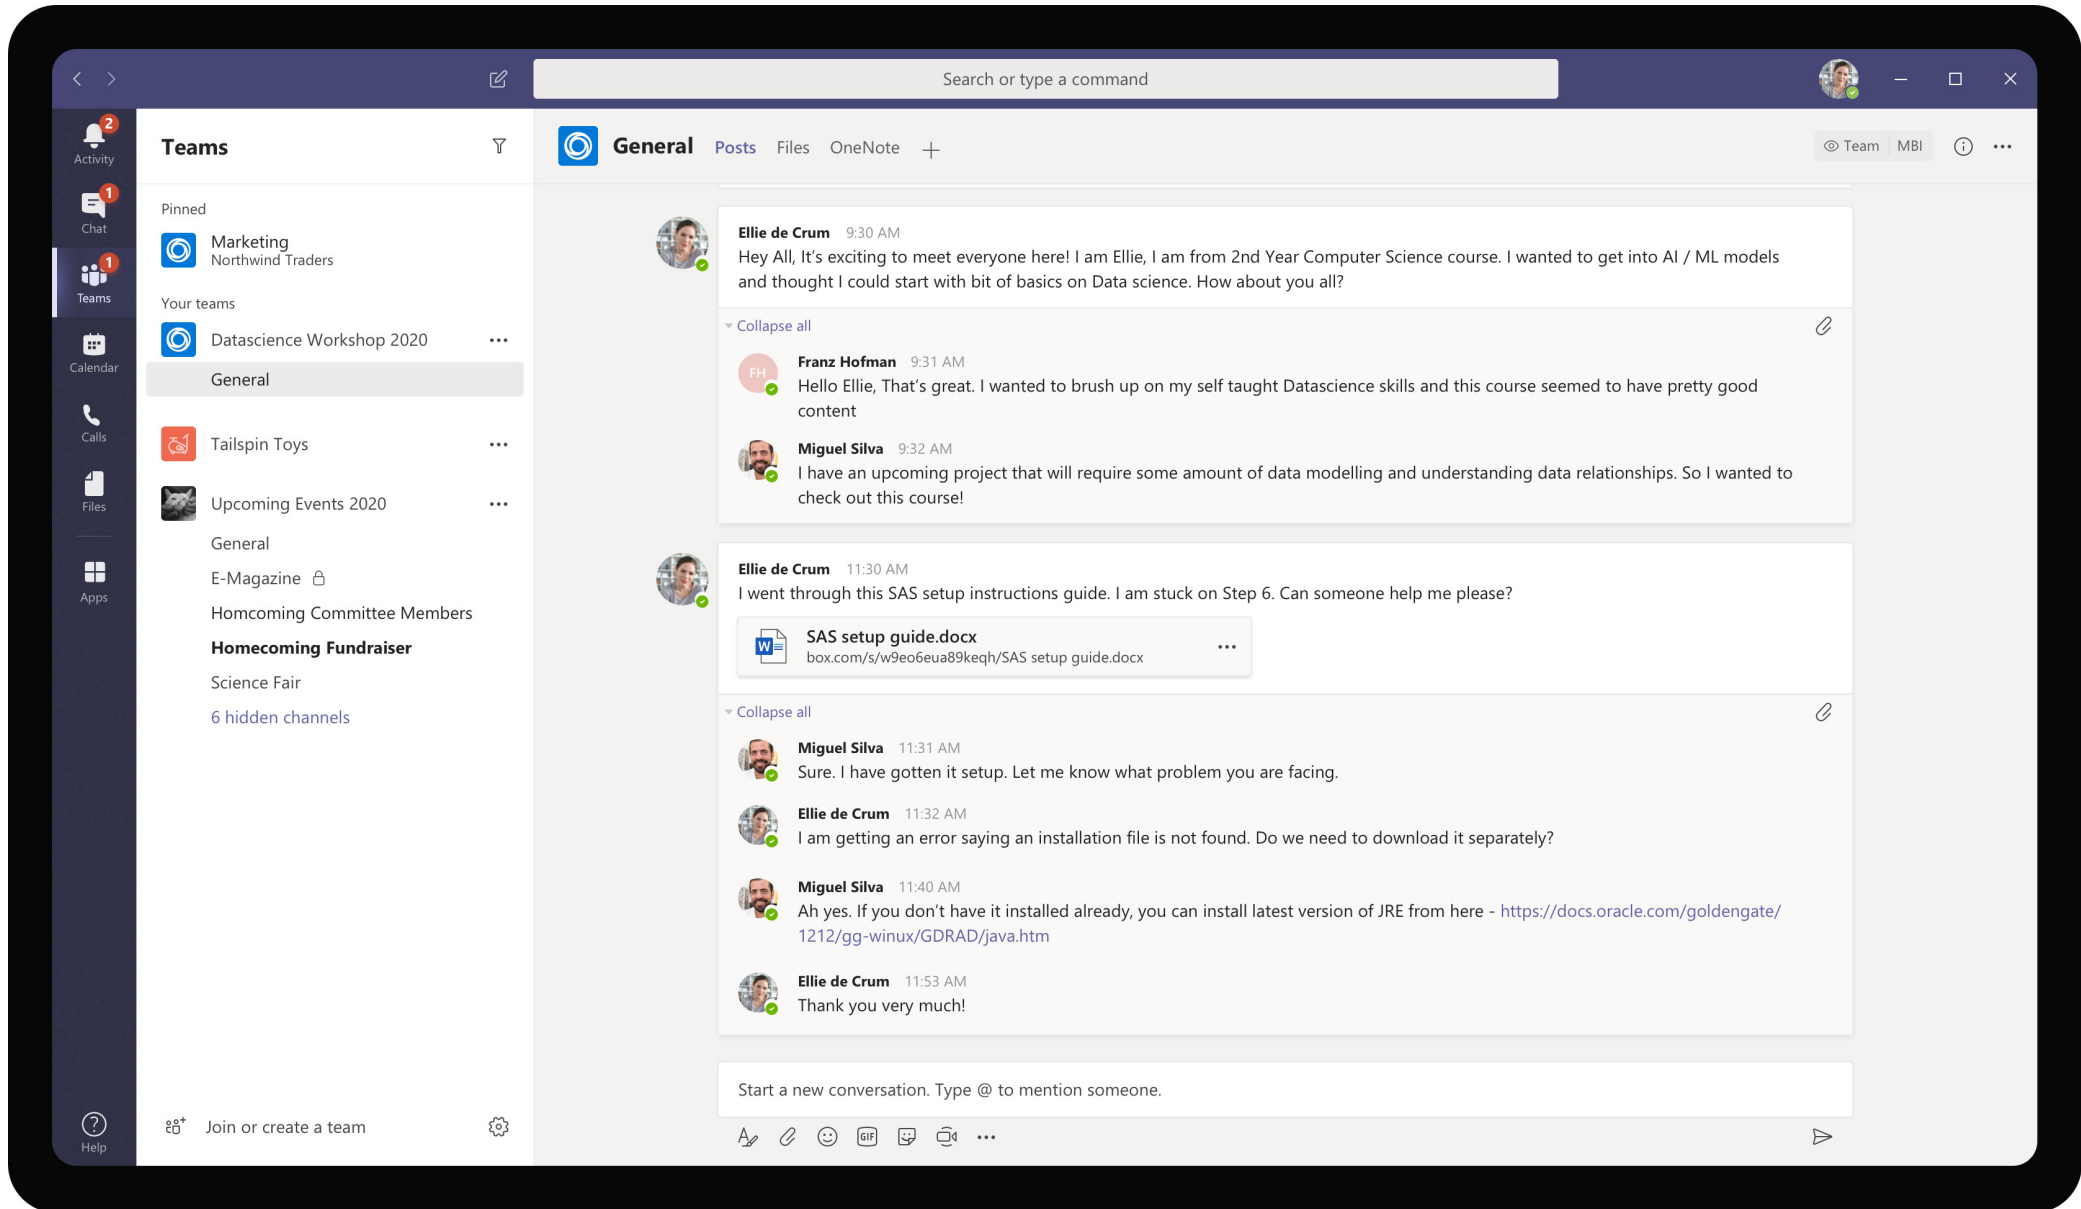 Search or type a command
2
Activity
1
Chat
1
Teams
Calendar
Calls
Files
Apps
Help
Teams
Pinned
Marketing
Northwind Traders
Your teams
Datascience Workshop 2020
General
Tailspin Toys
Upcoming Events 2020
General
E-Magazine
Homcoming Committee Members
Homecoming Fundraiser
Science Fair
6 hidden channels
Join or create a team
General Posts Files OneNote
Team MBI
Ellie de Crum 9:30 AM
Hey All, It's exciting to meet everyone here! I am Ellie, I am from 2nd Year Computer Science course. I wanted to get into AI / ML models
and thought I could start with bit of basics on Data science. How about you all?
Collapse all
FH
Franz Hofman 9:31 AM
Hello Ellie, That's great. I wanted to brush up on my self taught Datascience skills and this course seemed to have pretty good
content
Miguel Silva 9:32 AM
I have an upcoming project that will require some amount of data modelling and understanding data relationships. So I wanted to
check out this course!
Ellie de Crum 11:30 AM
I went through this SAS setup instructions guide. I am stuck on Step 6. Can someone help me please?
W
SAS setup guide.docx
box.com/s/w9eo6eua89keqh/SAS setup guide.docx
Collapse all
Miguel Silva 11:31 AM
Sure. I have gotten it setup. Let me know what problem you are facing.
Ellie de Crum 11:32 AM
I am getting an error saying an installation file is not found. Do we need to download it separately?
Miguel Silva 11:40 AM
Ah yes. If you don't have it installed already, you can install latest version of JRE from here - https://docs.oracle.com/goldengate/
1212/gg-winux/GDRAD/java.htm
Ellie de Crum 11:53 AM
Thank you very much!
Start a new conversation. Type @ to mention someone.
GIF